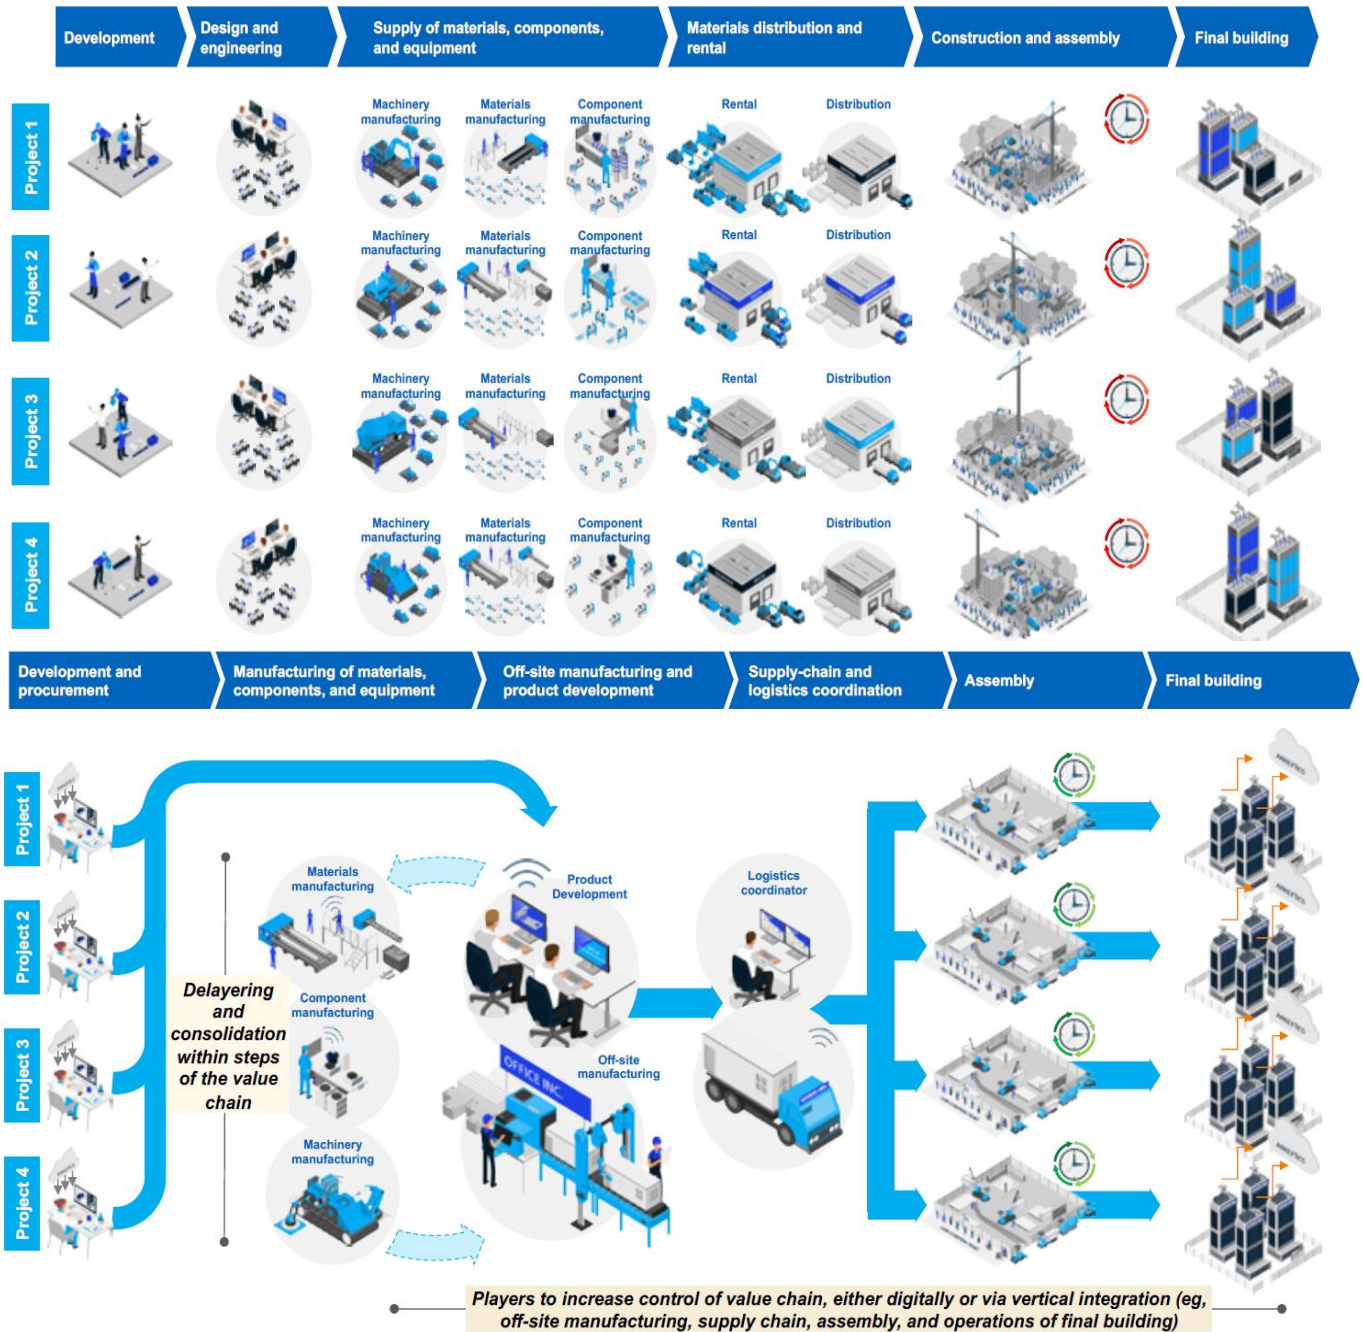 Development
Design and
engineering
Supply of materials, components,
and equipment
Materials distribution and
rental
Construction and assembly
Final building
Project 1
Machinery
manufacturing
Materials
manufacturing
Component
manufacturing
Rental
Distribution
Project 2
Machinery
manufacturing
Materials
manufacturing
Component
manufacturing
Rental
Distribution
Project 3
Machinery
manufacturing
Materials
manufacturing
Component
manufacturing
Rental
Distribution
Project 4
Machinery
manufacturing
Materials
manufacturing
Component
manufacturing
Rental
Distribution
Development and
procurement
Manufacturing of materials,
components, and equipment
Off-site manufacturing and
product development
Supply-chain and
logistics coordination
Assembly
Final building
Project 1
Project 2
Project 3
Project 4
Delayering
and
consolidation
within steps
of the value
chain
Materials
manufacturing
Component
manufacturing
Machinery
manufacturing
Product
Development
OFFICE INC.
Off-site
manufacturing
Logistics
coordinator
ANALYTICS
ANALYTICS
ANALYTICS
ANALYTICS
Players to increase control of value chain, either digitally or via vertical integration (eg,
off-site manufacturing, supply chain, assembly, and operations of final building)